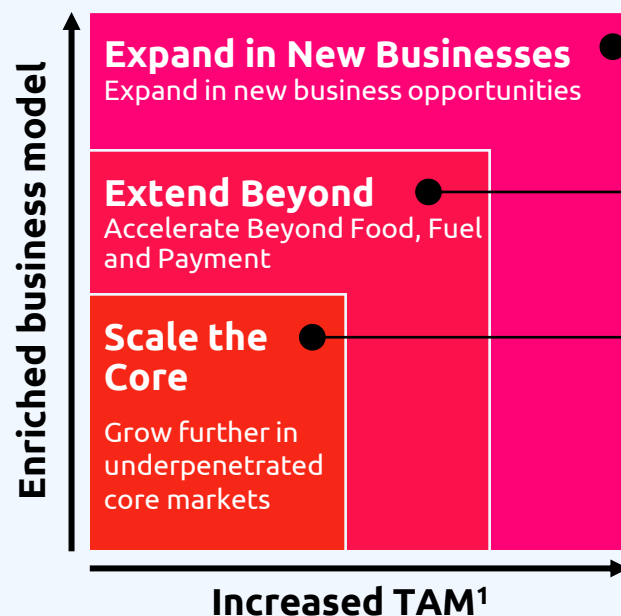 Enriched business model
Expand in New Businesses
Expand in new business opportunities
Extend Beyond
Accelerate Beyond Food, Fuel
and Payment
Scale the
Core
Grow further in
underpenetrated
core markets
Increased TAM¹